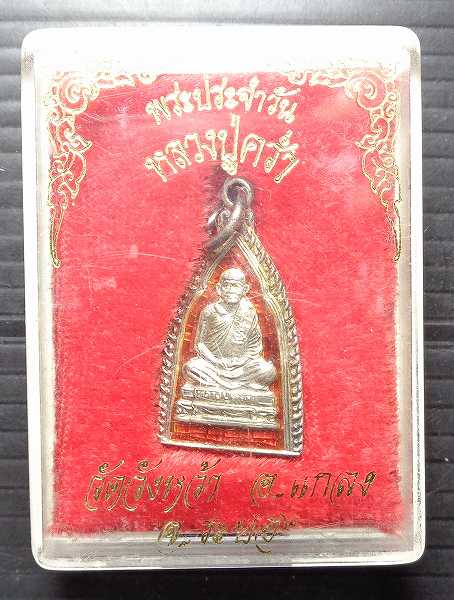 พระประจำวัน
หลวงปู่คร่ำ
วัดวังหว้า อ.แกลง
จ.ระยอง